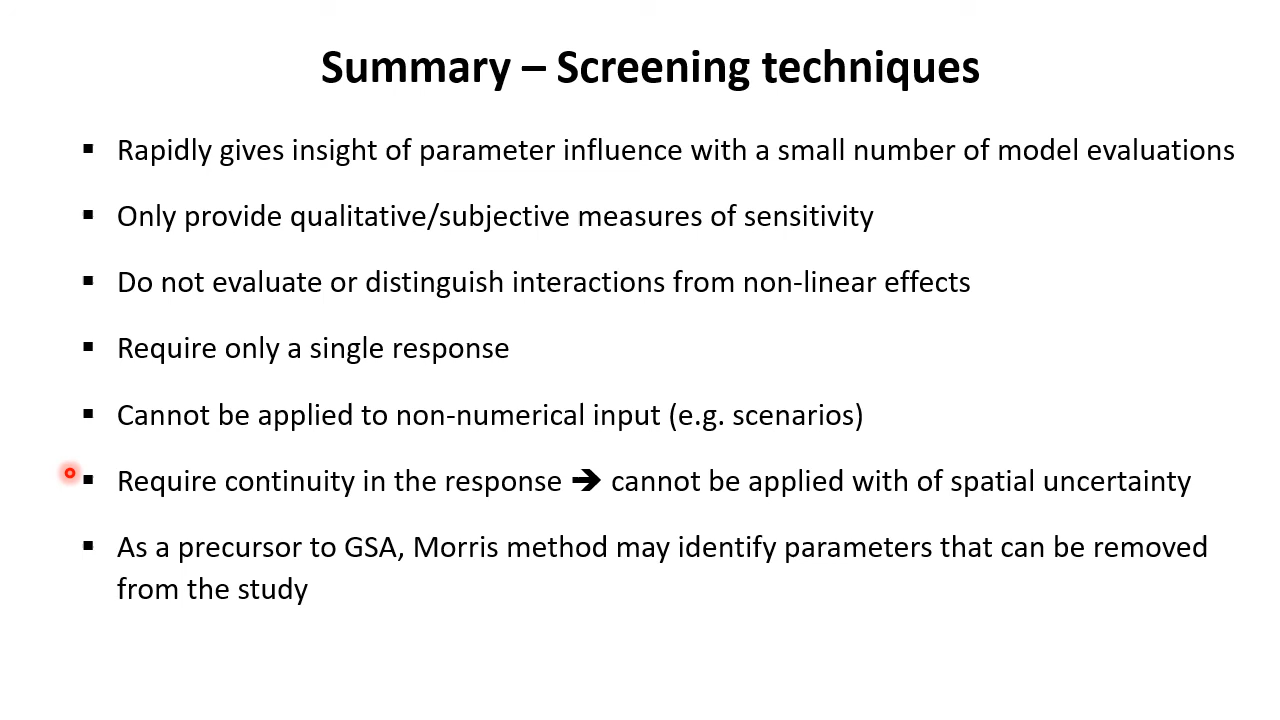 Summary – Screening techniques
▪ Rapidly gives insight of parameter influence with a small number of model evaluations
▪ Only provide qualitative/subjective measures of sensitivity
▪ Do not evaluate or distinguish interactions from non-linear effects
▪ Require only a single response
▪ Cannot be applied to non-numerical input (e.g. scenarios)
▪ Require continuity in the response ➔ cannot be applied with of spatial uncertainty
▪ As a precursor to GSA, Morris method may identify parameters that can be removed
from the study